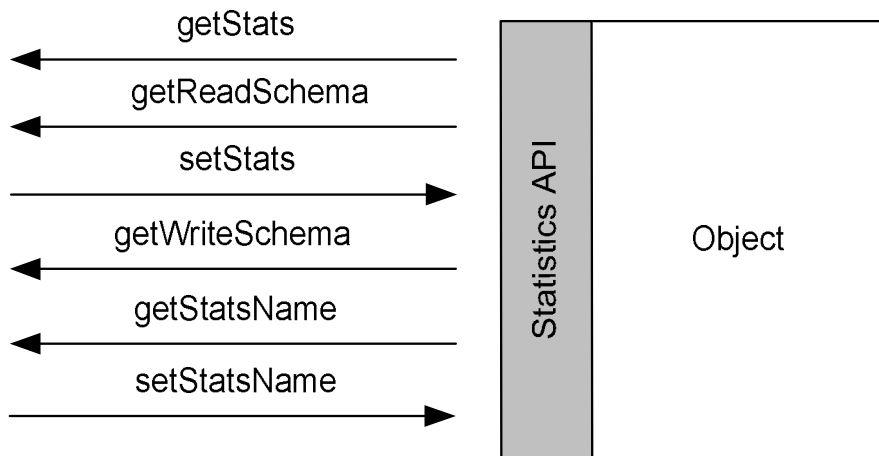 getStats
getReadSchema
setStats
getWriteSchema
getStatsName
setStatsName
Statistics API
Object